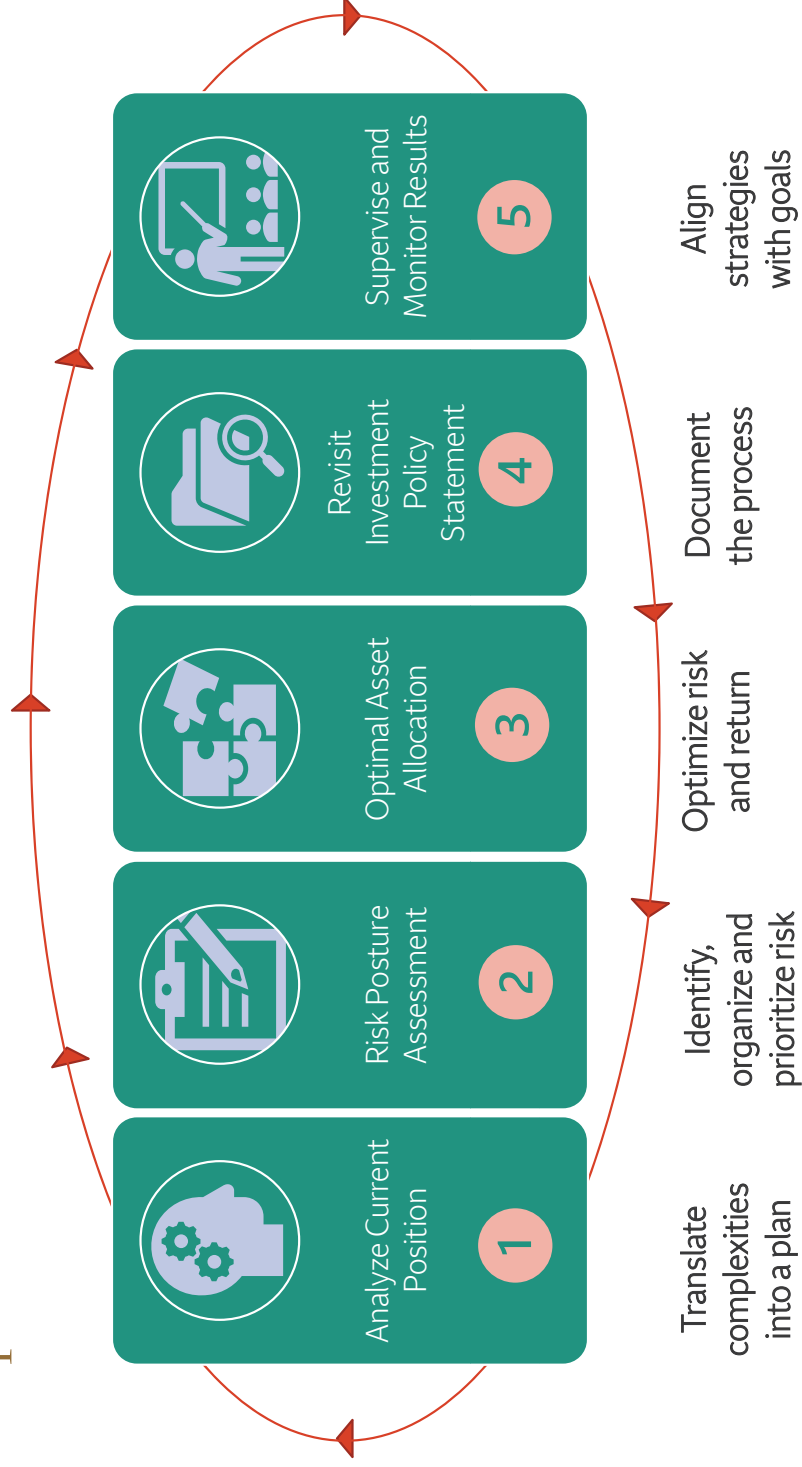 Analyze Current
Position
1
Translate
complexities
into a plan
Risk Posture
Assessment
2
Identify,
organize and
prioritize risk
Optimal Asset
Allocation
3
Optimize risk
and return
Revisit
Investment
Policy
Statement
4
Document
the process
Supervise and
Monitor Results
5
Align
strategies
with goals